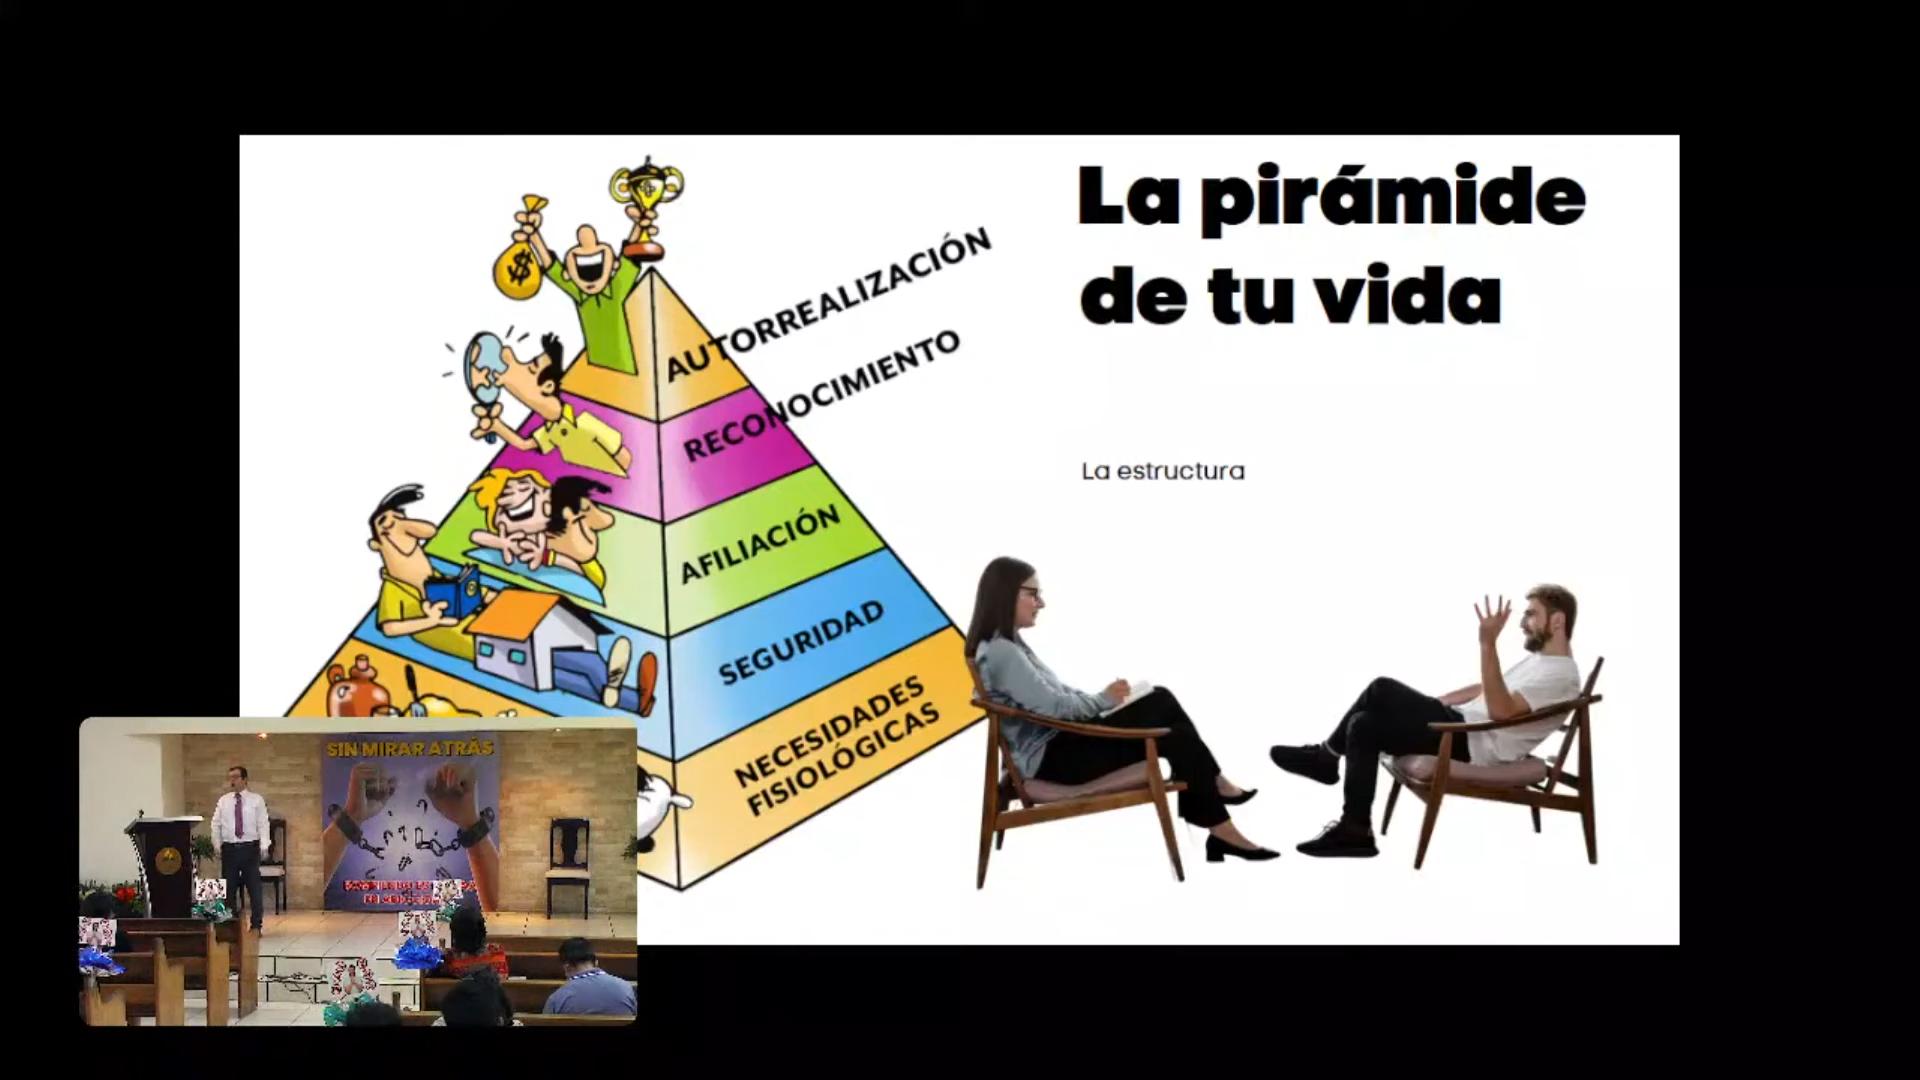 La pirámide
de tu vida
La estructura
AUTORREALIZACIÓN
RECONOCIMIENTO
AFILIACIÓN
SEGURIDAD
NECESIDADES
FISIOLÓGICAS
$
SIN MIRAR ATRÁS